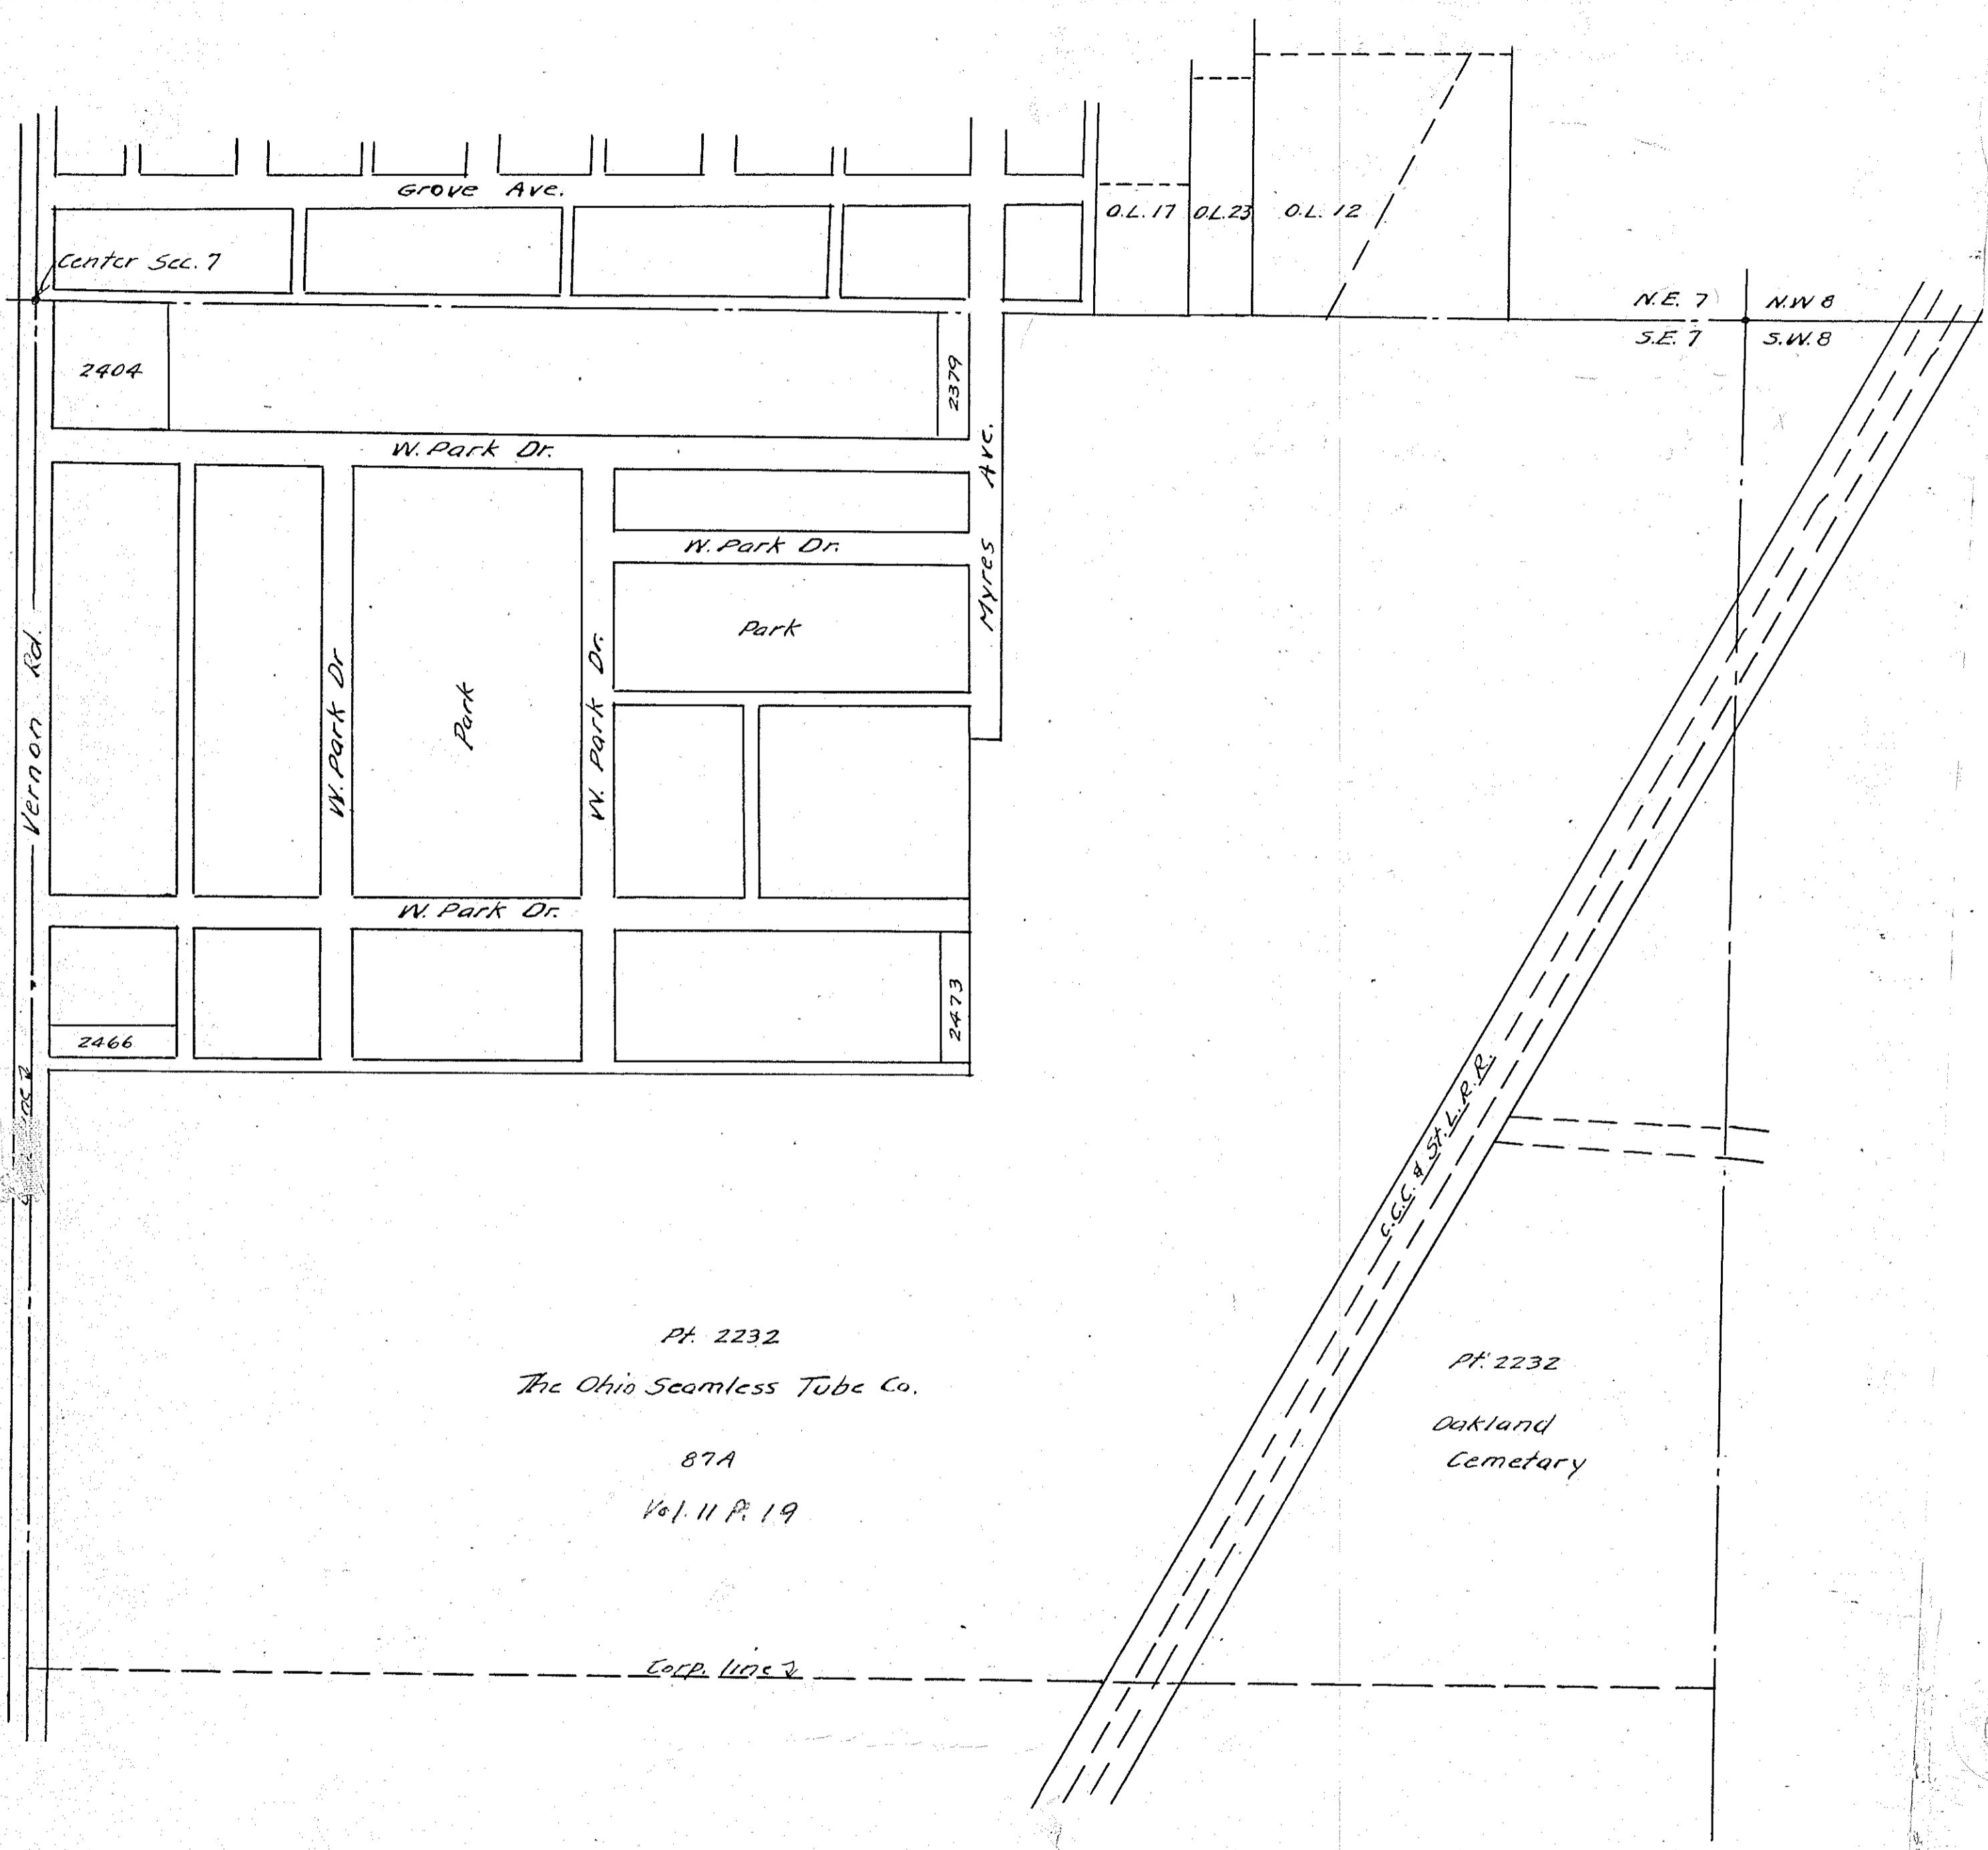 Grove Ave.
O.L. 17
O.L. 23
O.L. 12
Center Sec. 7
N.E. 7
N.W 8
S.E. 7
S.W. 8
2404
2379
W. Park Dr.
Myres Ave.
W. Park Dr.
Park
Vernon Rd.
W. Park Dr
Park
W. Park Dr.
W. Park Dr.
2473
2466
C.C.C. & St. L. R. R.
Pt. 2232
The Ohio Seamless Tube Co.
87A
Vol. 11 P. 19
Pt. 2232
Oakland
Cemetary
Corp. line